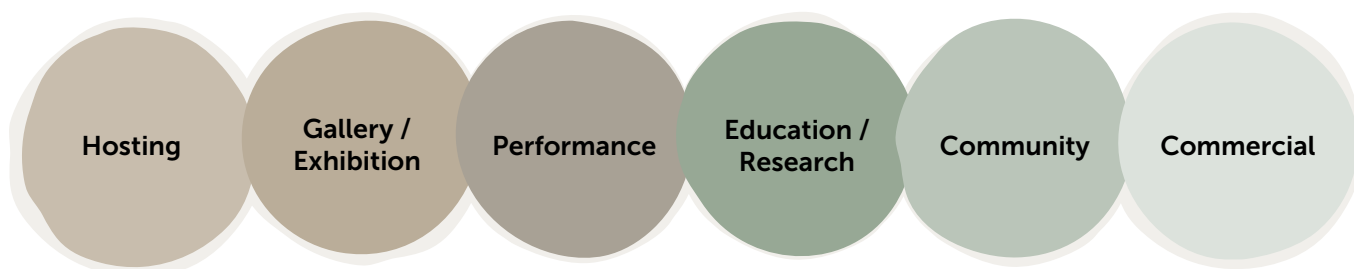 Hosting
Gallery /
Exhibition
Performance
Education /
Research
Community
Commercial